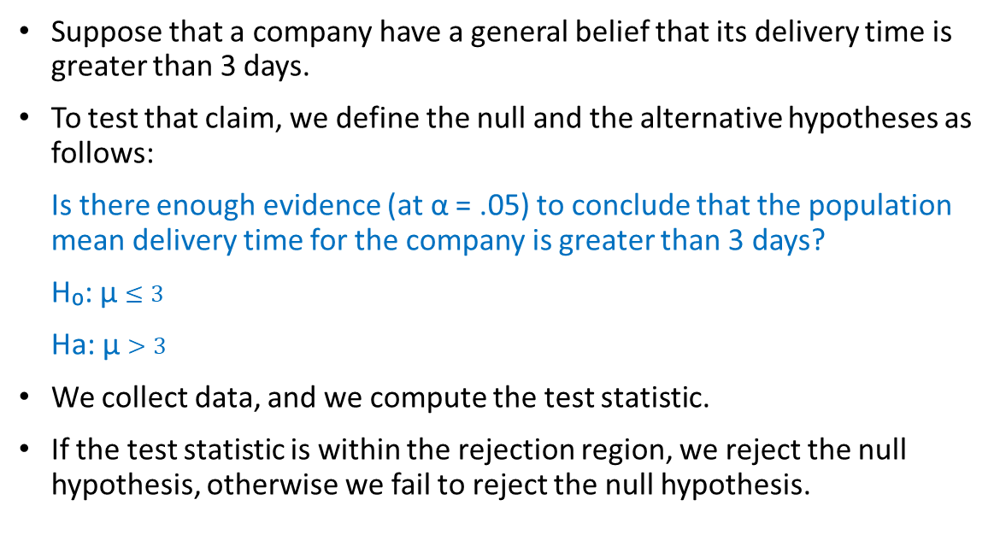 • Suppose that a company have a general belief that its delivery time is
greater than 3 days.
• To test that claim, we define the null and the alternative hypotheses as
follows:
Is there enough evidence (at α = .05) to conclude that the population
mean delivery time for the company is greater than 3 days?
H₀: μ ≤ 3
Ha: μ > 3
• We collect data, and we compute the test statistic.
• If the test statistic is within the rejection region, we reject the null
hypothesis, otherwise we fail to reject the null hypothesis.